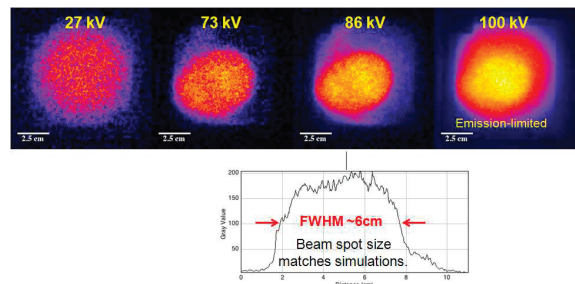 27 kV
73 kV
86 kV
100 kV
2.5 cm
2.5 cm
2.5 cm
2.5 cm
Emission-limited
200
150
100
50
Gray Value
FWHM ~6cm
Beam spot size
matches simulations.
0
2
4
6
8
10